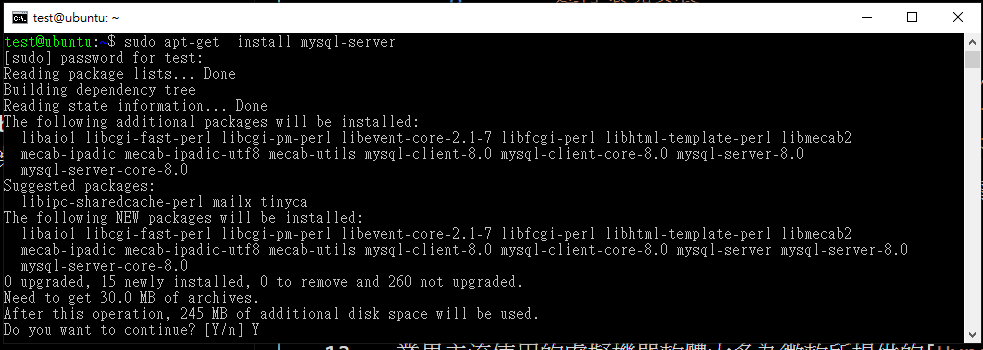 test@ubuntu: ~
test@ubuntu:~$ sudo apt-get  install mysql-server
[sudo] password for test:
Reading package lists... Done
Building dependency tree
Reading state information... Done
The following additional packages will be installed:
  libaio1 libcgi-fast-perl libcgi-pm-perl libevent-core-2.1-7 libfcgi-perl libhtml-template-perl libmecab2
  mecab-ipadic mecab-ipadic-utf8 mecab-utils mysql-client-8.0 mysql-client-core-8.0 mysql-server-8.0
  mysql-server-core-8.0
Suggested packages:
  libipc-sharedcache-perl mailx tinyca
The following NEW packages will be installed:
  libaio1 libcgi-fast-perl libcgi-pm-perl libevent-core-2.1-7 libfcgi-perl libhtml-template-perl libmecab2
  mecab-ipadic mecab-ipadic-utf8 mecab-utils mysql-client-8.0 mysql-client-core-8.0 mysql-server mysql-server-8.0
  mysql-server-core-8.0
0 upgraded, 15 newly installed, 0 to remove and 260 not upgraded.
Need to get 30.0 MB of archives.
After this operation, 245 MB of additional disk space will be used.
Do you want to continue? [Y/n] Y